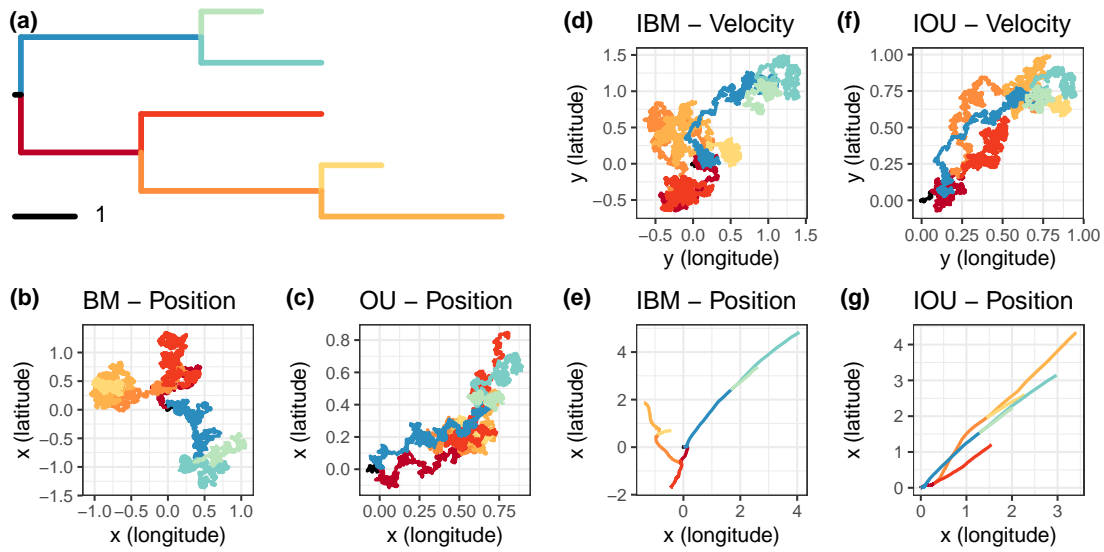 (a)
1
(b) BM − Position
x (latitude)
1.0
0.5
0.0
−0.5
−1.0
−1.5
−1.0 −0.5 0.0 0.5 1.0
x (longitude)
(c) OU − Position
x (latitude)
0.8
0.6
0.4
0.2
0.0
0.00 0.25 0.50 0.75
x (longitude)
(d) IBM − Velocity
y (latitude)
1.5
1.0
0.5
0.0
−0.5
−0.5 0.0 0.5 1.0 1.5
y (longitude)
(e) IBM − Position
x (latitude)
4
2
0
−2
0 2 4
x (longitude)
(f) IOU − Velocity
y (latitude)
1.00
0.75
0.50
0.25
0.00
0.00 0.25 0.50 0.75 1.00
y (longitude)
(g) IOU − Position
x (latitude)
4
3
2
1
0
0 1 2 3
x (longitude)